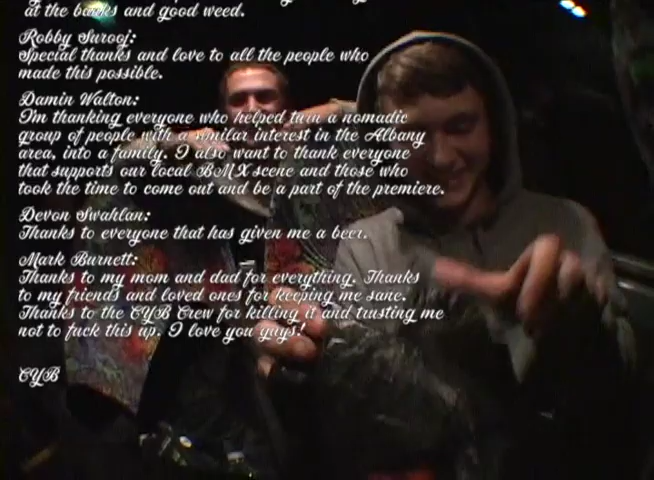 at the banks and good weed.
Robby Surooj:
Special thanks and love to all the people who
made this possible.
Damin Walton:
I'm thanking everyone who helped turn a nomadic
group of people with a similar interest in the Albany
area, into a family. I also want to thank everyone
that supports our local BMX scene and those who
took the time to come out and be a part of the premiere.
Devon Swahlan:
Thanks to everyone that has given me a beer.
Mark Burnett:
Thanks to my mom and dad for everything. Thanks
to my friends and loved ones for keeping me sane.
Thanks to the CYB Crew for killing it and trusting me
not to fuck this up. I love you guys!
CYB